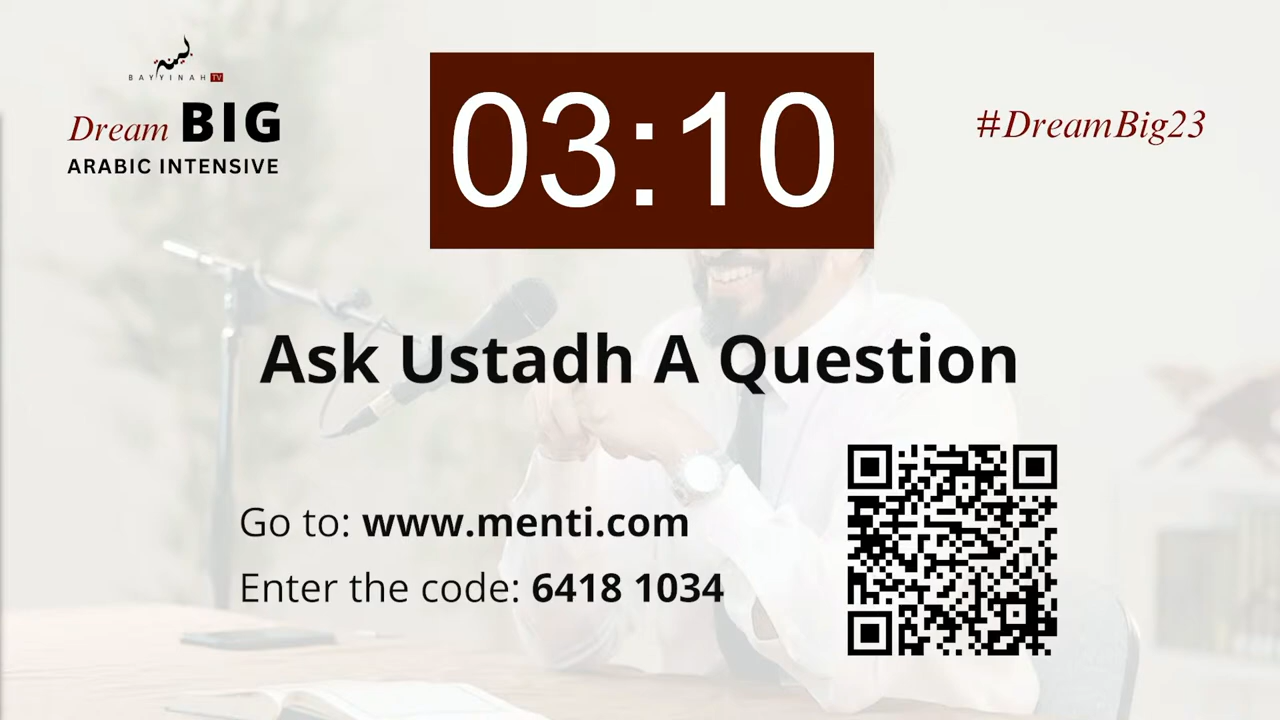 بينة
BAYYINAH TV
Dream BIG
ARABIC INTENSIVE
03:10
#DreamBig23
Ask Ustadh A Question
Go to: www.menti.com
Enter the code: 6418 1034